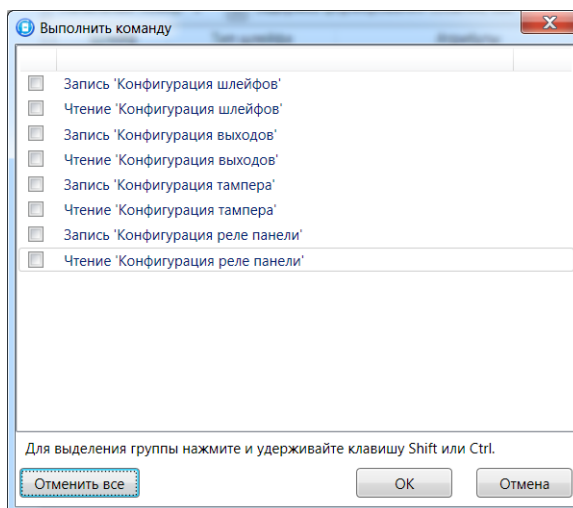 Выполнить команду
Запись 'Конфигурация шлейфов'
Чтение 'Конфигурация шлейфов'
Запись 'Конфигурация выходов'
Чтение 'Конфигурация выходов'
Запись 'Конфигурация тампера'
Чтение 'Конфигурация тампера'
Запись 'Конфигурация реле панели'
Чтение 'Конфигурация реле панели'
Для выделения группы нажмите и удерживайте клавишу Shift или Ctrl.
Отменить все ОК Отмена